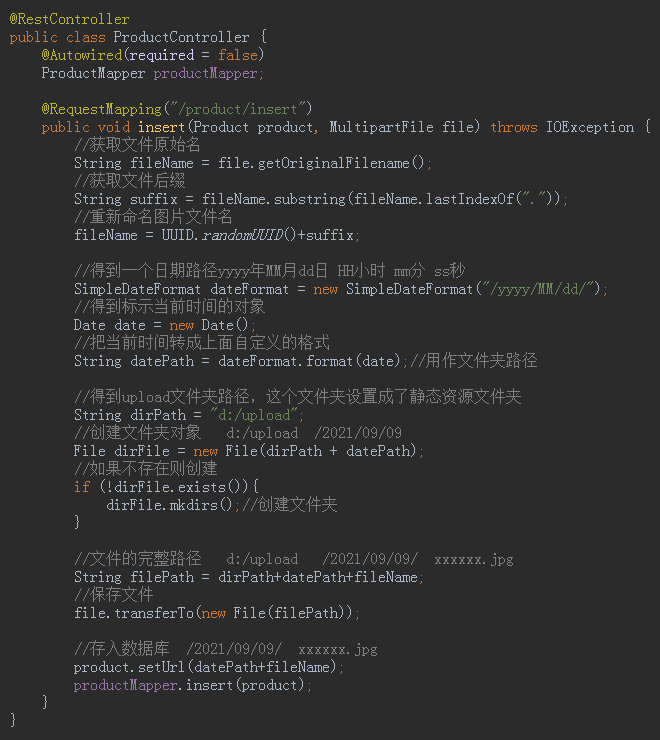 @RestController
public class ProductController {
    @Autowired(required = false)
    ProductMapper productMapper;

    @RequestMapping("/product/insert")
    public void insert(Product product, MultipartFile file) throws IOException {
        //获取文件原始名
        String fileName = file.getOriginalFilename();
        //获取文件后缀
        String suffix = fileName.substring(fileName.lastIndexOf("."));
        //重新命名图片文件名
        fileName = UUID.randomUUID()+suffix;

        //得到一个日期路径yyyy年MM月dd日 HH小时 mm分 ss秒
        SimpleDateFormat dateFormat = new SimpleDateFormat("/yyyy/MM/dd/");
        //得到标示当前时间的对象
        Date date = new Date();
        //把当前时间转成上面自定义的格式
        String datePath = dateFormat.format(date);//用作文件夹路径

        //得到upload文件夹路径，这个文件夹设置成了静态资源文件夹
        String dirPath = "d:/upload";
        //创建文件夹对象   d:/upload  /2021/09/09
        File dirFile = new File(dirPath + datePath);
        //如果不存在则创建
        if (!dirFile.exists()){
            dirFile.mkdirs();//创建文件夹
        }

        //文件的完整路径   d:/upload   /2021/09/09/  xxxxxx.jpg
        String filePath = dirPath+datePath+fileName;
        //保存文件
        file.transferTo(new File(filePath));

        //存入数据库  /2021/09/09/  xxxxxx.jpg
        product.setUrl(datePath+fileName);
        productMapper.insert(product);
    }
}